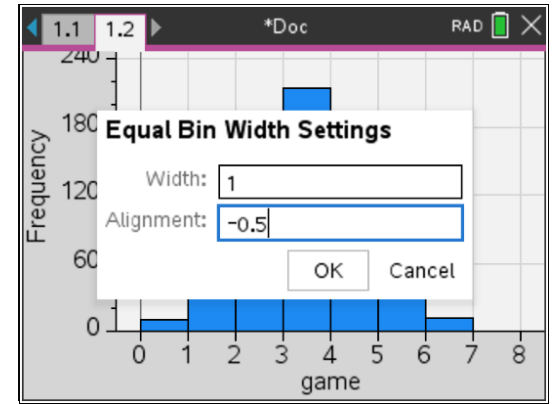 1.1 1.2 *Doc RAD
240
180
120
60
0
Frequency
Equal Bin Width Settings
Width: 1
Alignment: -0.5
OK Cancel
0 1 2 3 4 5 6 7 8
game